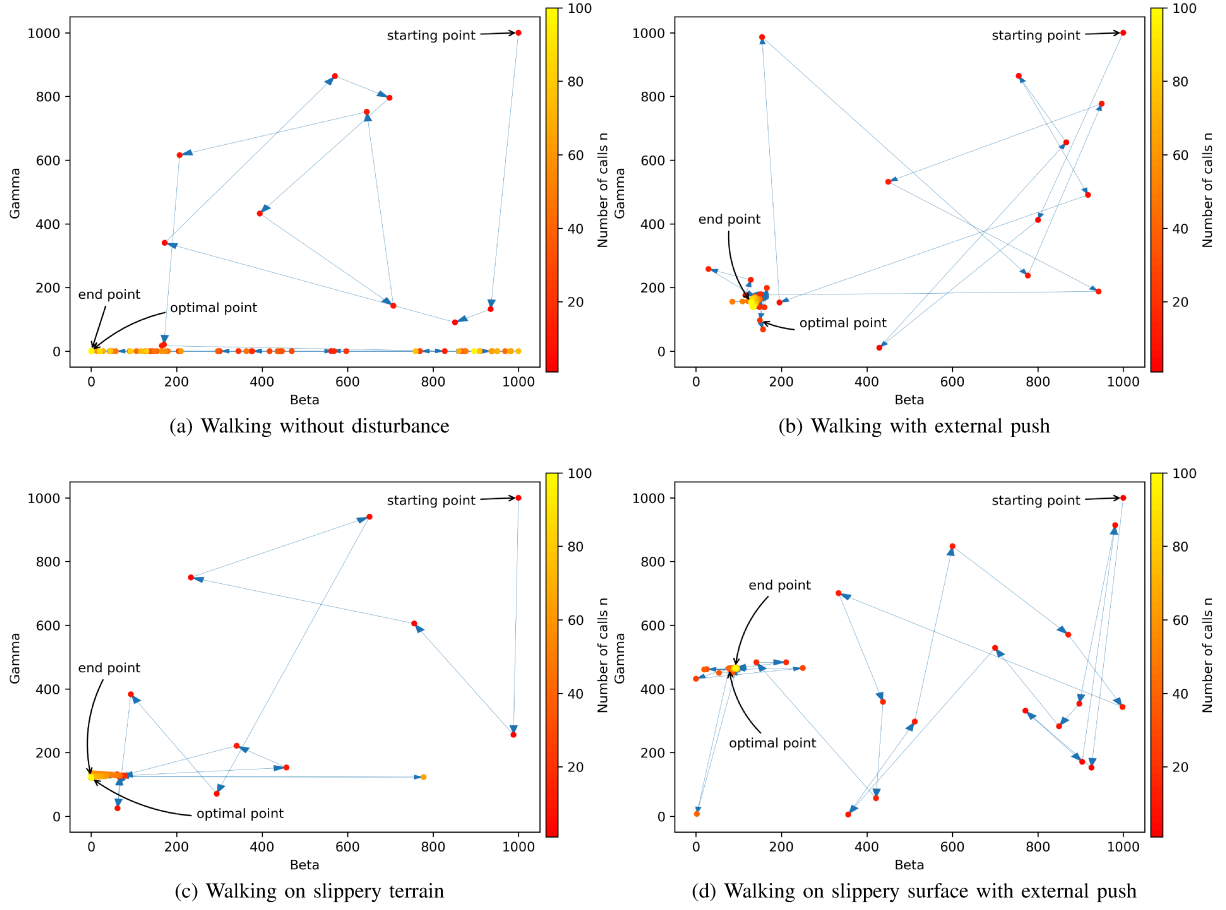 1000
800
600
400
200
0
Gamma
0
200
400
600
800
1000
Beta
starting point
end point
optimal point
100
80
60
40
20
Number of calls n
(a) Walking without disturbance
1000
800
600
400
200
0
Gamma
0
200
400
600
800
1000
Beta
starting point
end point
optimal point
100
80
60
40
20
Number of calls n
(b) Walking with external push
1000
800
600
400
200
0
Gamma
0
200
400
600
800
1000
Beta
starting point
end point
optimal point
100
80
60
40
20
Number of calls n
(c) Walking on slippery terrain
1000
800
600
400
200
0
Gamma
0
200
400
600
800
1000
Beta
starting point
end point
optimal point
100
80
60
40
20
Number of calls n
(d) Walking on slippery surface with external push